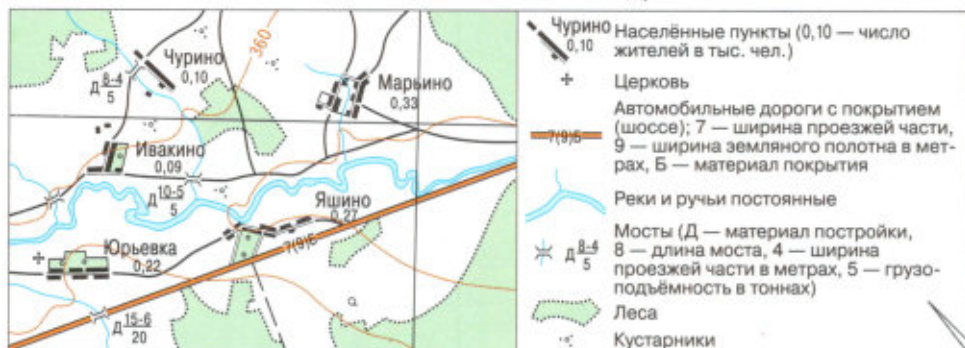 Чурино
0,10
360
Д 8-4
5
Марьино
0,33
Ивакино
0,09
Д 10-5
5
Яшино
0,27
7(9)Б
Юрьевка
0,22
Д 15-6
20
Чурино
0,10
Населённые пункты (0,10 — число
жителей в тыс. чел.)
Церковь
7(9)Б
Автомобильные дороги с покрытием
(шоссе); 7 — ширина проезжей части,
9 — ширина земляного полотна в мет-
рах, Б — материал покрытия
Реки и ручьи постоянные
Д 8-4
5
Мосты (Д — материал постройки,
8 — длина моста, 4 — ширина
проезжей части в метрах, 5 — грузо-
подъёмность в тоннах)
Леса
Кустарники